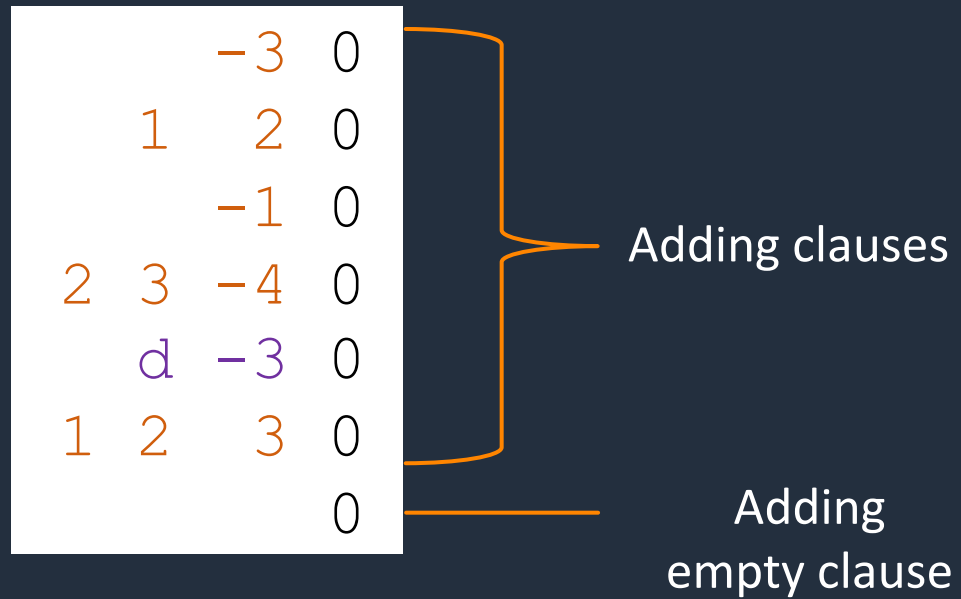 -3 0
1 2 0
-1 0
2 3 -4 0
d -3 0
1 2 3 0
0
Adding clauses
Adding
empty clause